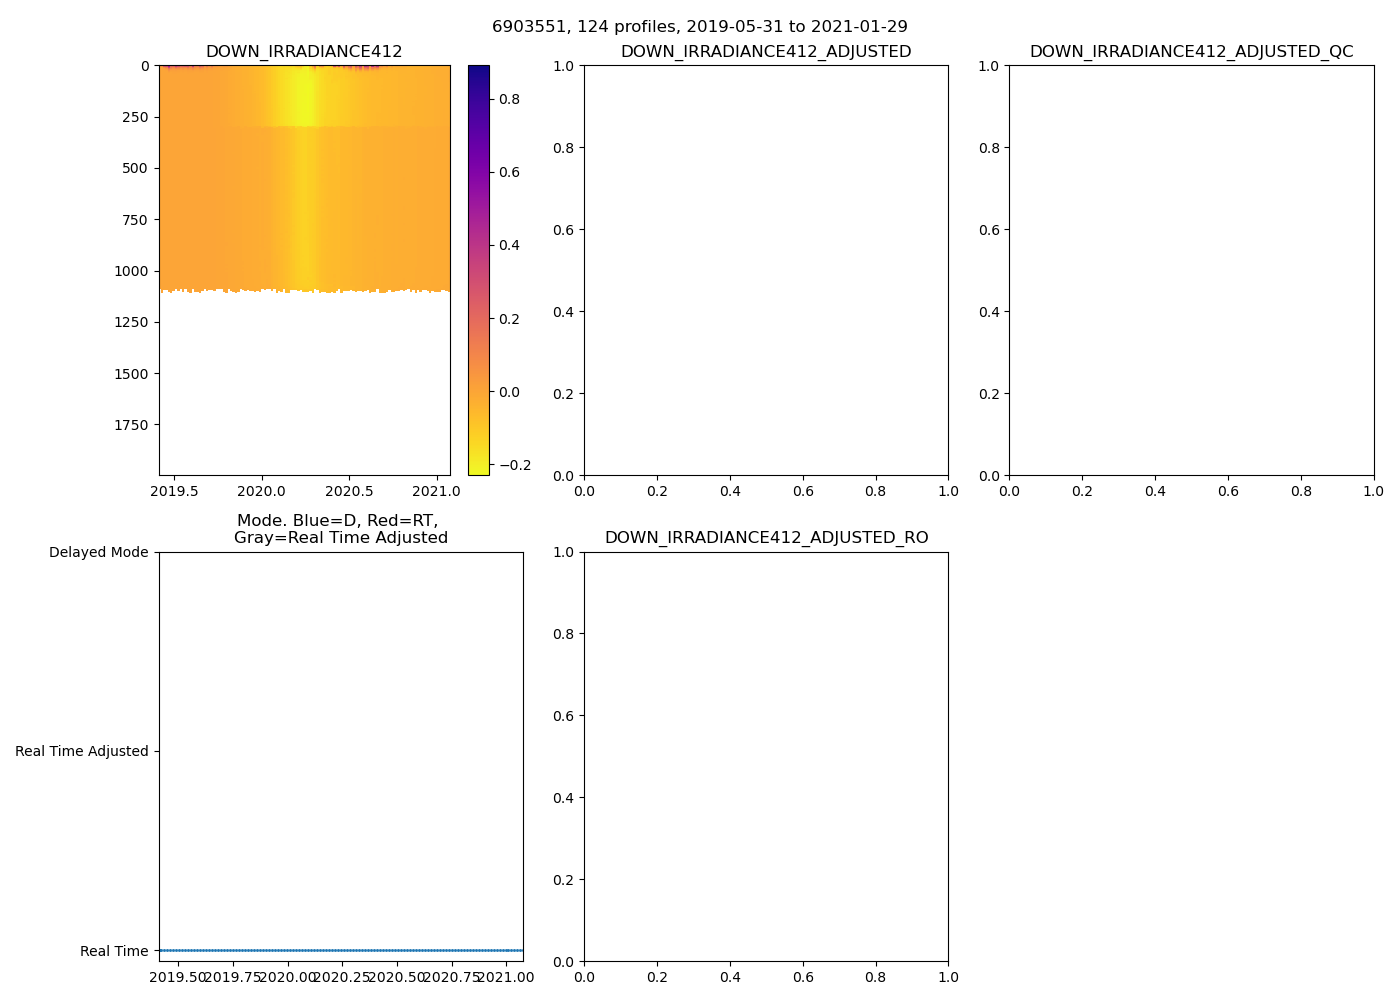 6903551, 124 profiles, 2019-05-31 to 2021-01-29
DOWN_IRRADIANCE412
0
250
500
750
1000
1250
1500
1750
2019.5 2020.0 2020.5 2021.0
0.8
0.6
0.4
0.2
0.0
−0.2
DOWN_IRRADIANCE412_ADJUSTED
1.0
0.8
0.6
0.4
0.2
0.0
0.0 0.2 0.4 0.6 0.8 1.0
DOWN_IRRADIANCE412_ADJUSTED_QC
1.0
0.8
0.6
0.4
0.2
0.0
0.0 0.2 0.4 0.6 0.8 1.0
Mode. Blue=D, Red=RT,
Gray=Real Time Adjusted
Delayed Mode
Real Time Adjusted
Real Time
2019.50 2019.75 2020.00 2020.25 2020.50 2020.75 2021.00
DOWN_IRRADIANCE412_ADJUSTED_RO
1.0
0.8
0.6
0.4
0.2
0.0
0.0 0.2 0.4 0.6 0.8 1.0